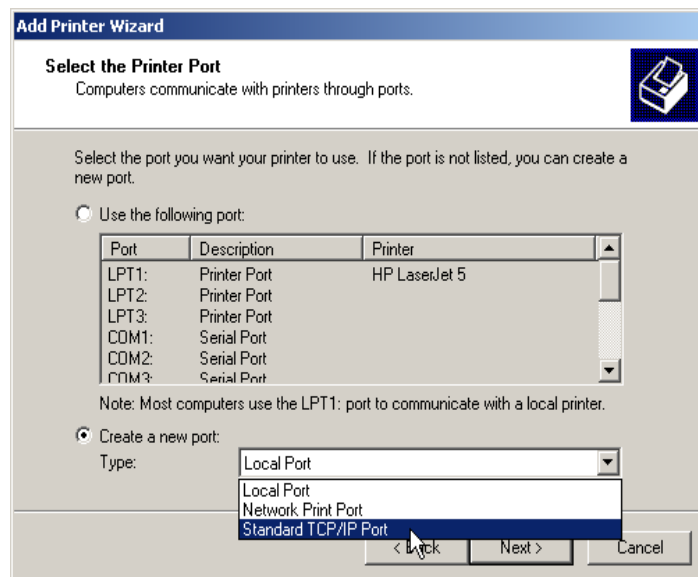 Add Printer Wizard
Select the Printer Port
Computers communicate with printers through ports.
Select the port you want your printer to use. If the port is not listed, you can create a
new port.
Use the following port:
Port Description Printer
LPT1: Printer Port HP LaserJet 5
LPT2: Printer Port
LPT3: Printer Port
COM1: Serial Port
COM2: Serial Port
COM3: Serial Port
Note: Most computers use the LPT1: port to communicate with a local printer.
Create a new port:
Type: Local Port
Local Port
Network Print Port
Standard TCP/IP Port
< Back Next > Cancel